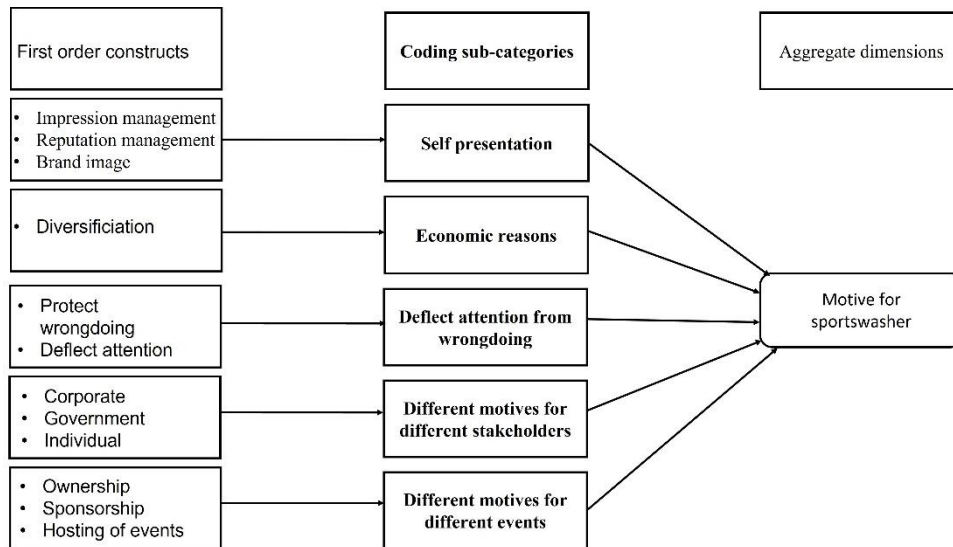 First order constructs
Coding sub-categories
Aggregate dimensions
• Impression management
• Reputation management
• Brand image
Self presentation
• Diversificiation
Economic reasons
• Protect
wrongdoing
• Deflect attention
Deflect attention from
wrongdoing
Motive for
sportswasher
• Corporate
• Government
• Individual
Different motives for
different stakeholders
• Ownership
• Sponsorship
• Hosting of events
Different motives for
different events